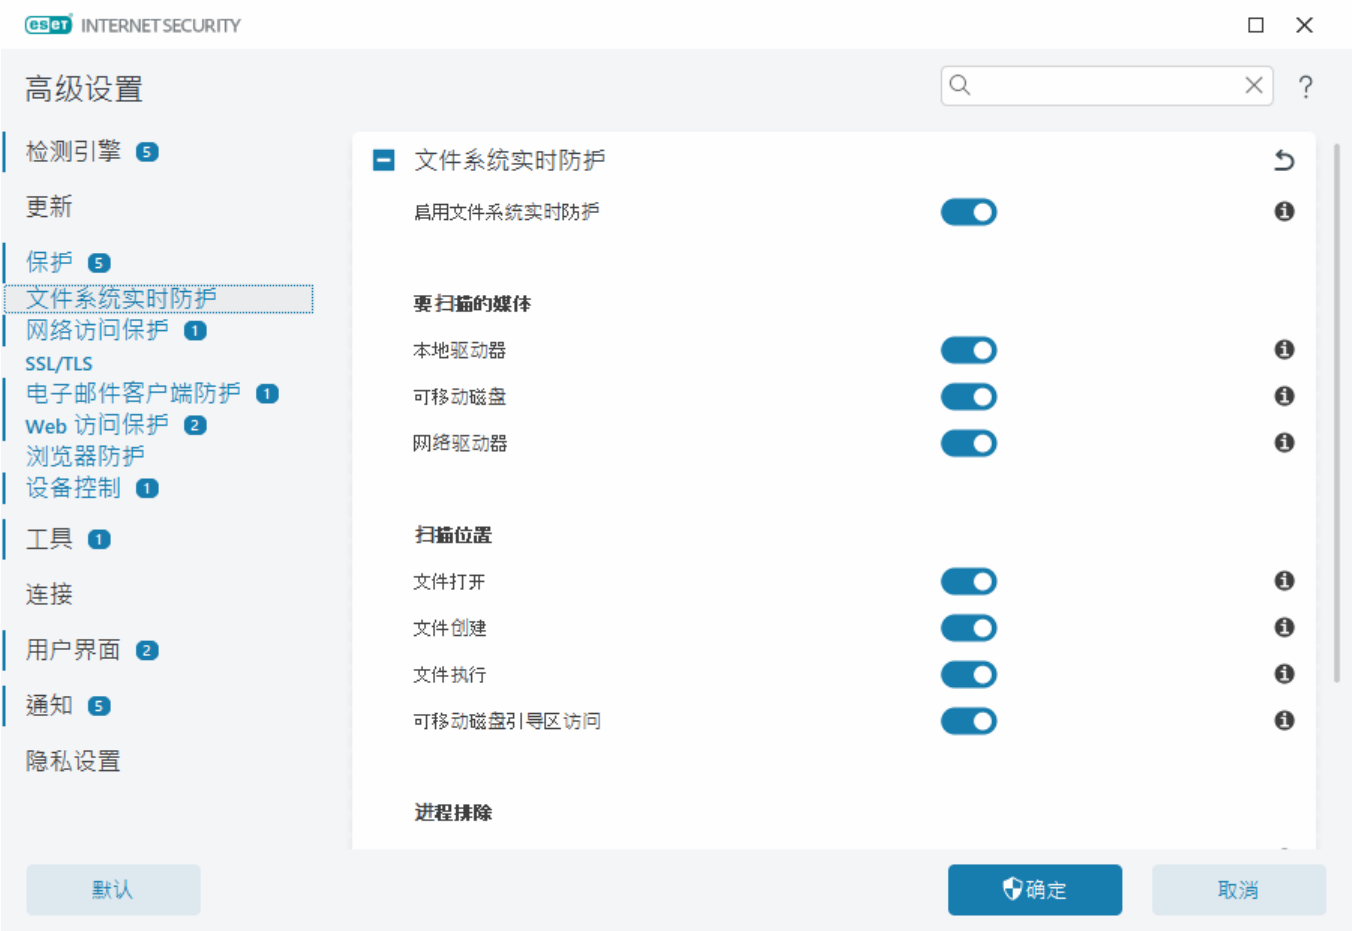 eset INTERNET SECURITY
高级设置
?
检测引擎 5
更新
保护 5
文件系统实时防护
网络访问保护 1
SSL/TLS
电子邮件客户端防护 1
Web 访问保护 2
浏览器防护
设备控制 1
工具 1
连接
用户界面 2
通知 5
隐私设置
文件系统实时防护
启用文件系统实时防护
要扫描的媒体
本地驱动器
可移动磁盘
网络驱动器
扫描位置
文件打开
文件创建
文件执行
可移动磁盘引导区访问
进程排除
默认
确定
取消